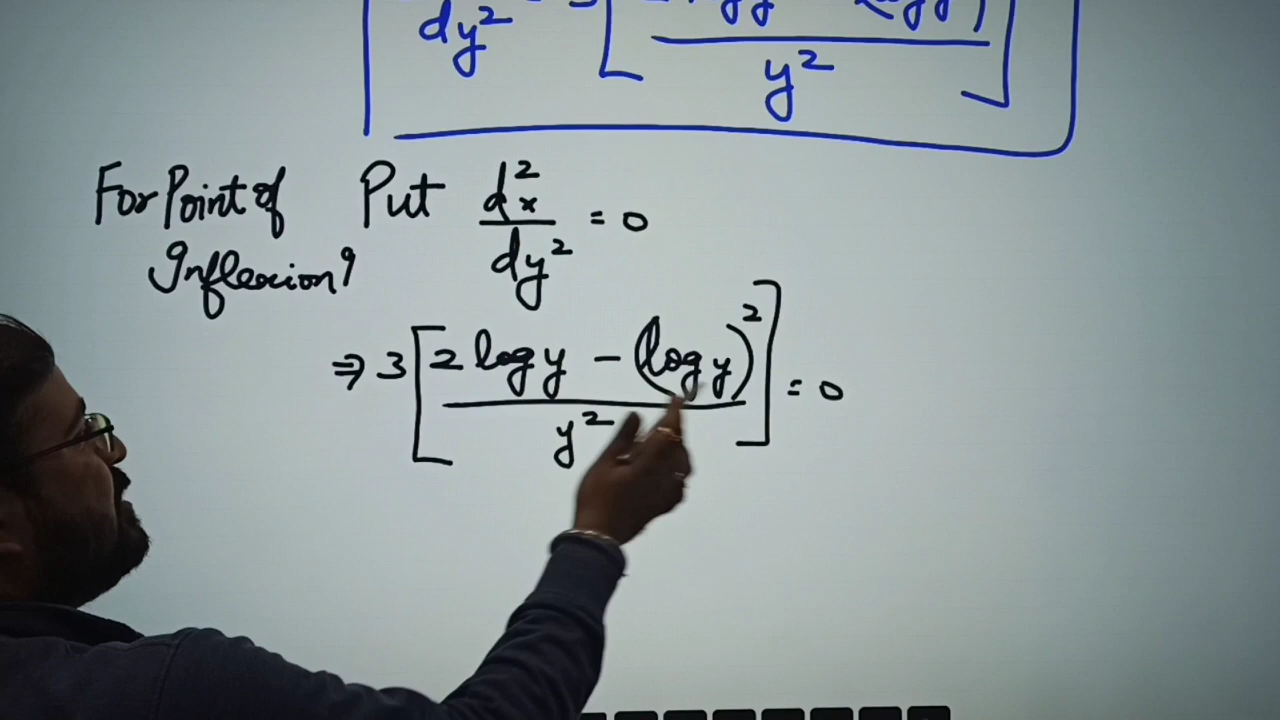 dy²
y²
For Point of Put d²x/dy² = 0
Inflexion?
⇒ 3 [ (2 log y − (log y)²) / y² ] = 0